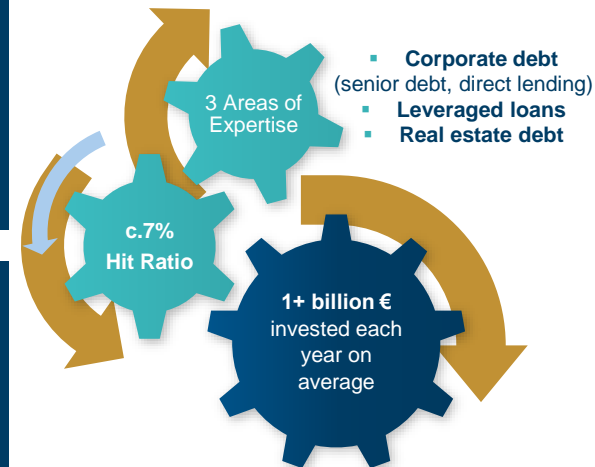 3 Areas of
Expertise
▪ Corporate debt
(senior debt, direct lending)
▪ Leveraged loans
▪ Real estate debt
c.7%
Hit Ratio
1+ billion €
invested each
year on
average